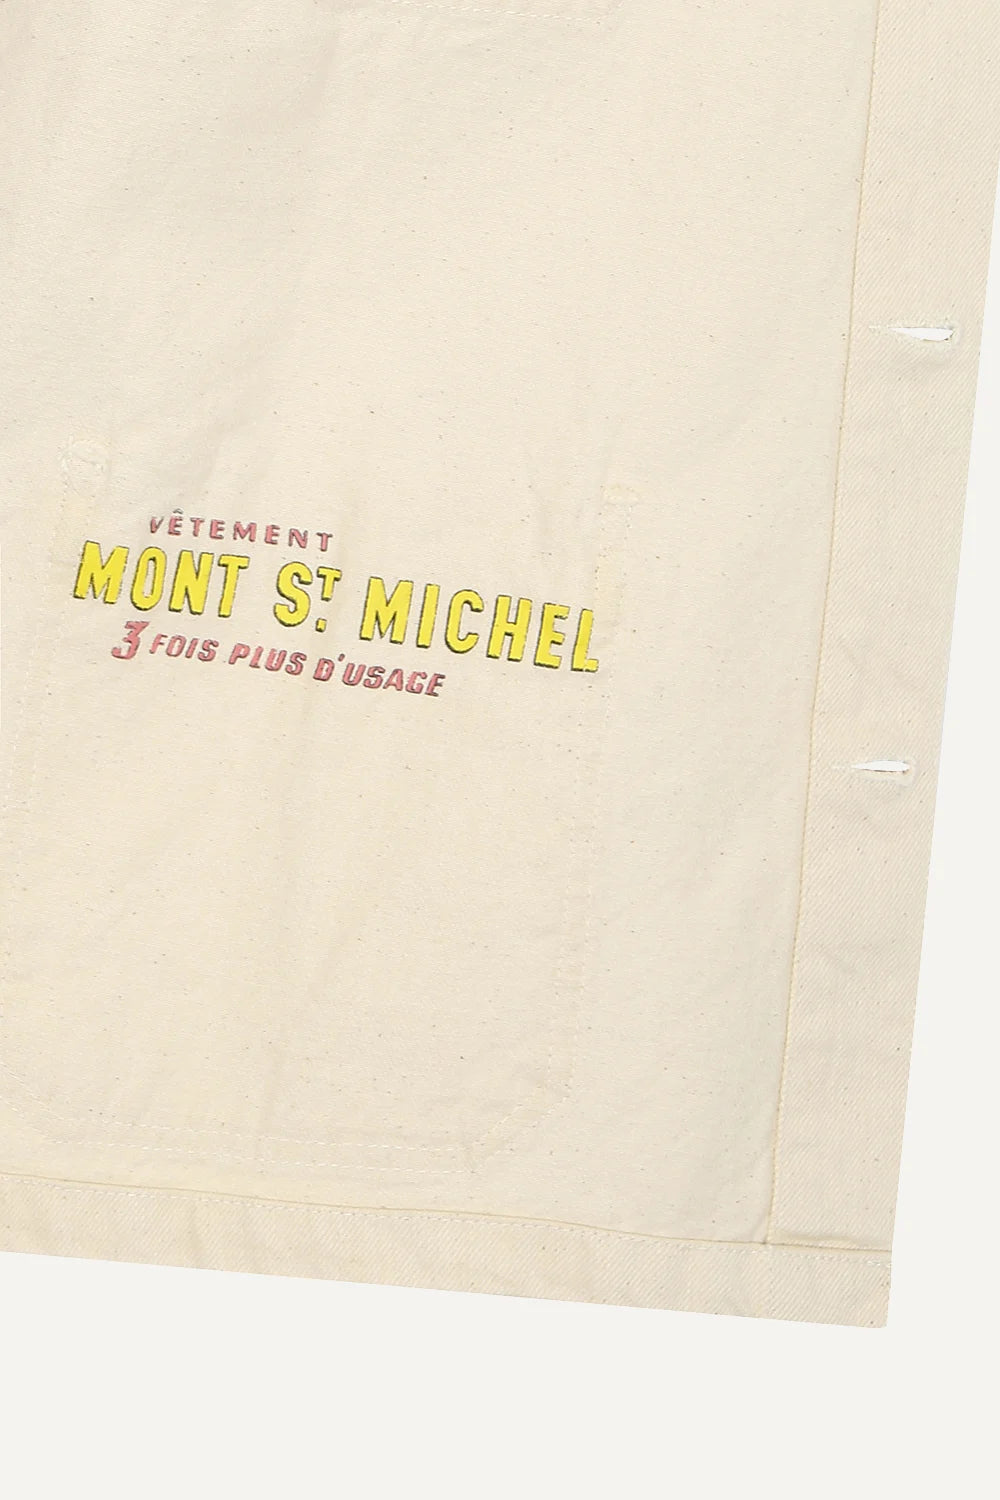 VÊTEMENT
MONT ST. MICHEL
3 FOIS PLUS D'USAGE